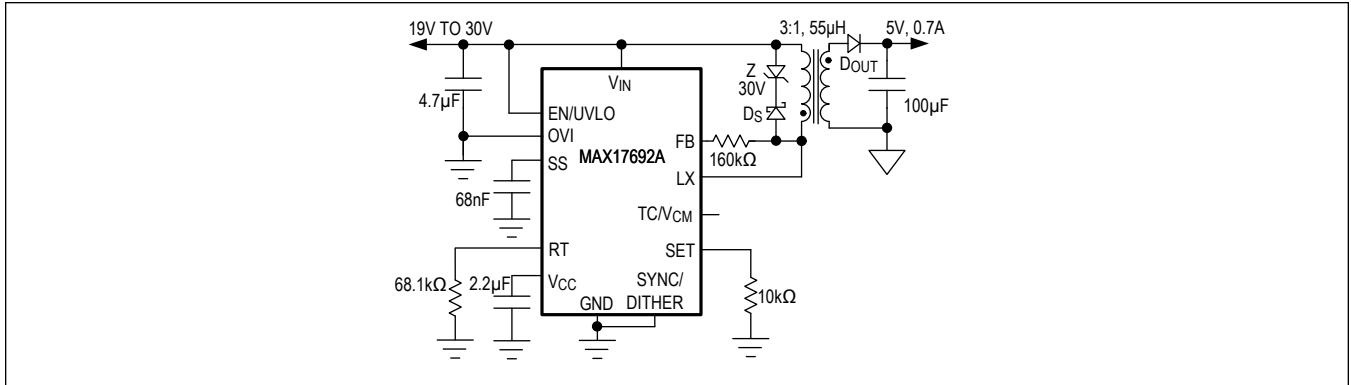 19V TO 30V
3:1, 55µH
5V, 0.7A
VIN
Z
30V
DOUT
4.7µF
100µF
EN/UVLO
DS
OVI
FB
MAX17692A
SS
160kΩ
LX
68nF
TC/VCM
RT
SET
68.1kΩ
2.2µF
VCC
SYNC/
10kΩ
GND
DITHER